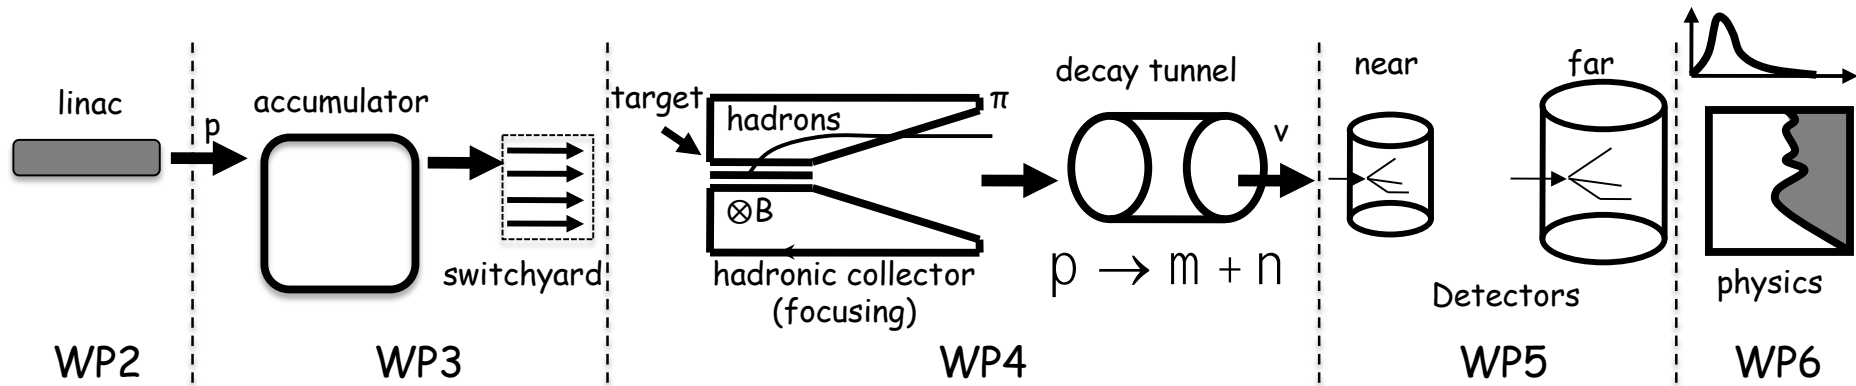 linac
p
accumulator
switchyard
target
hadrons
π
⊗B
hadronic collector
(focusing)
decay tunnel
p → m + n
ν
near
far
Detectors
physics
WP2
WP3
WP4
WP5
WP6